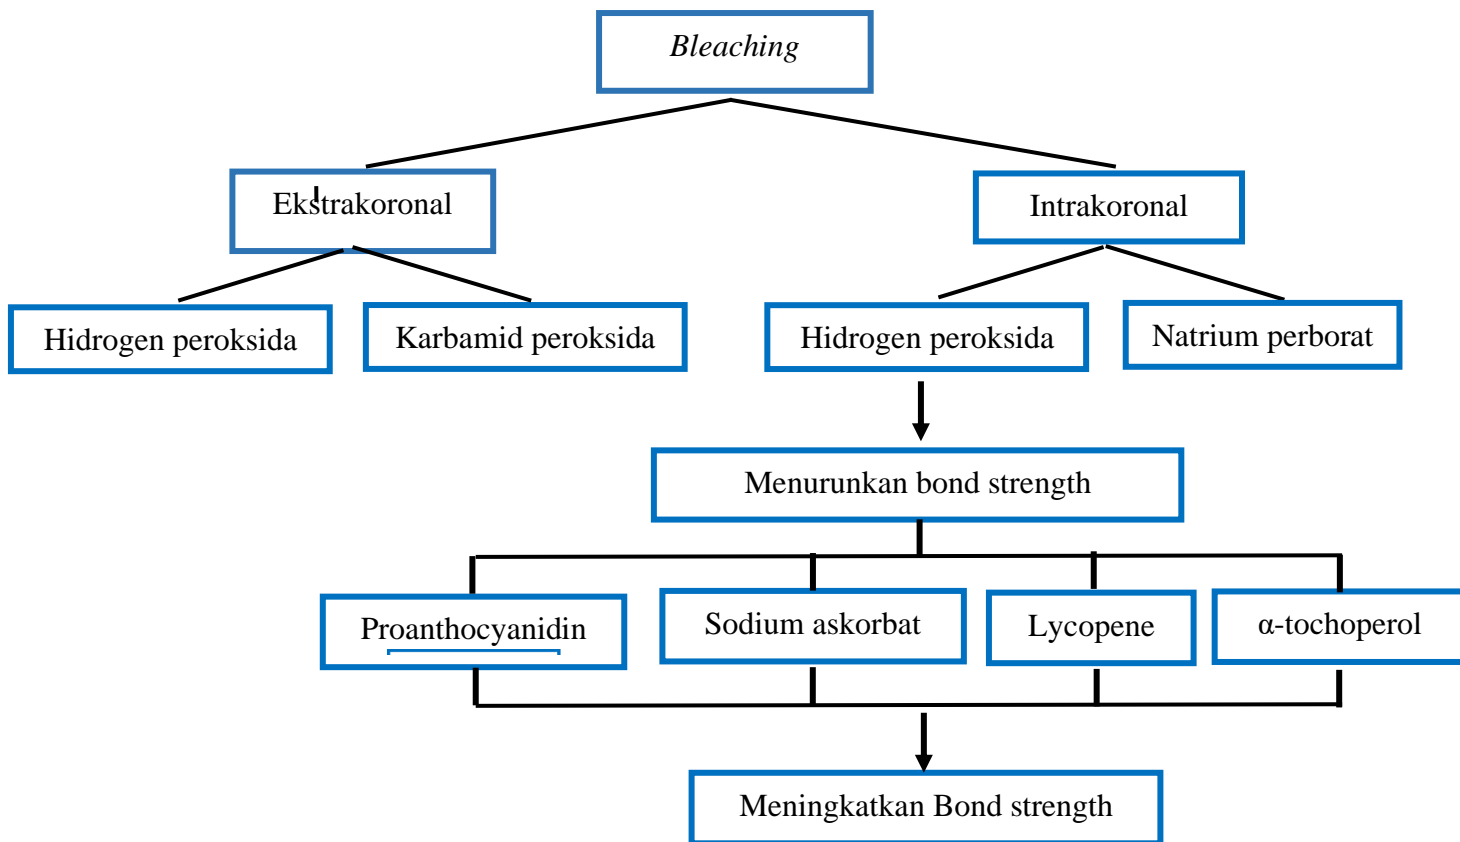 Bleaching
Ekstrakoronal
Intrakoronal
Hidrogen peroksida
Karbamid peroksida
Hidrogen peroksida
Natrium perborat
Menurunkan bond strength
Proanthocyanidin
Sodium askorbat
Lycopene
α-tochoperol
Meningkatkan Bond strength